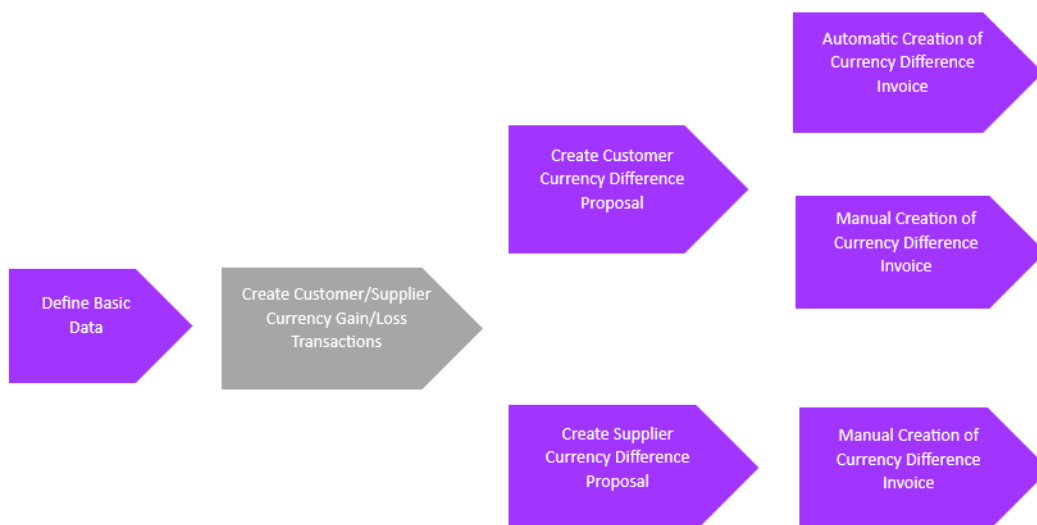 Define Basic
Data
Create Customer/Supplier
Currency Gain/Loss
Transactions
Create Customer
Currency Difference
Proposal
Automatic Creation of
Currency Difference
Invoice
Manual Creation of
Currency Difference
Invoice
Create Supplier
Currency Difference
Proposal
Manual Creation of
Currency Difference
Invoice